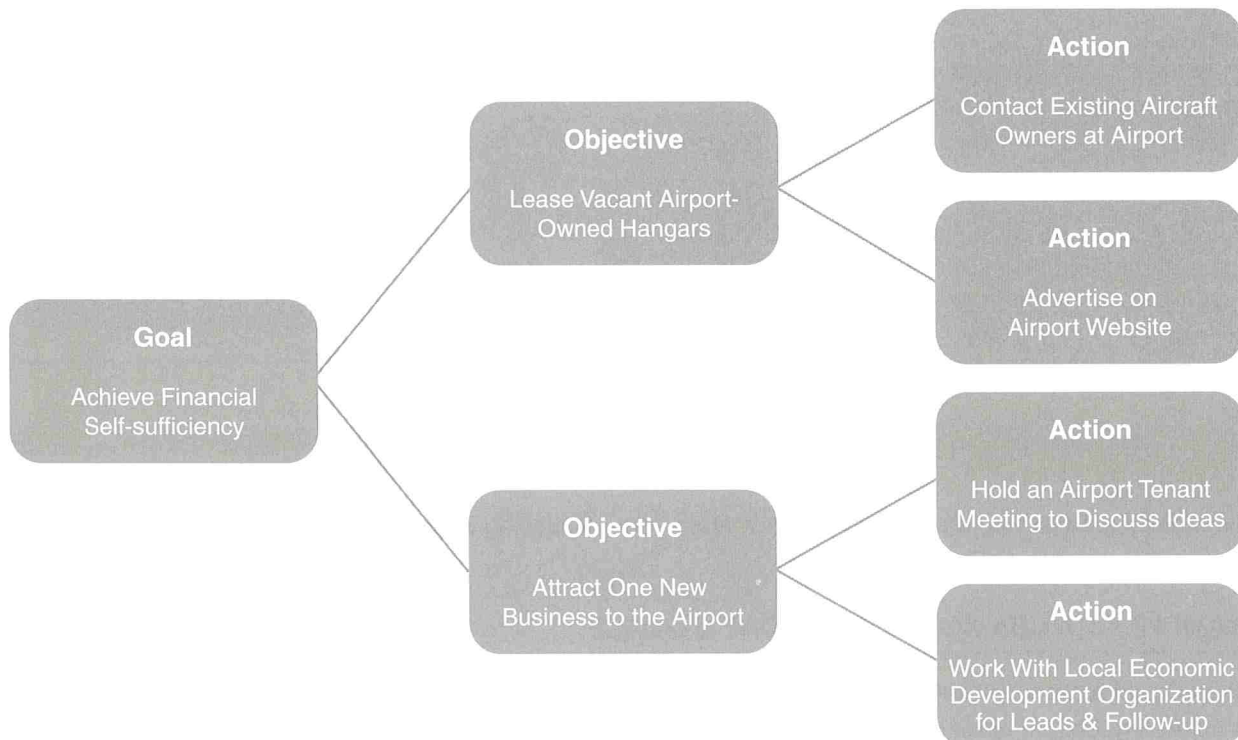 Goal
Achieve Financial
Self-sufficiency
Objective
Lease Vacant Airport-
Owned Hangars
Action
Contact Existing Aircraft
Owners at Airport
Action
Advertise on
Airport Website
Objective
Attract One New
Business to the Airport
Action
Hold an Airport Tenant
Meeting to Discuss Ideas
Action
Work With Local Economic
Development Organization
for Leads & Follow-up